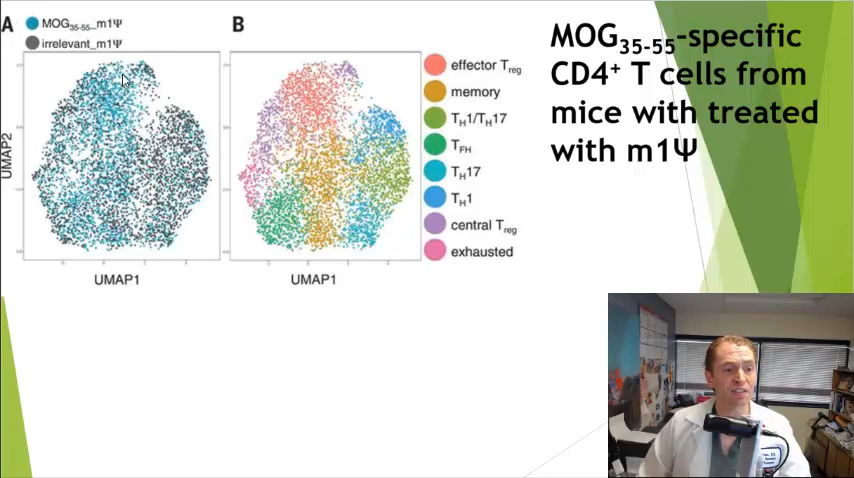 A
MOG35-55_m1Ψ
irrelevant_m1Ψ
UMAP2
UMAP1
B
UMAP1
effector Treg
memory
TH1/TH17
TFH
TH17
TH1
central Treg
exhausted
MOG35-55-specific
CD4+ T cells from
mice with treated
with m1Ψ